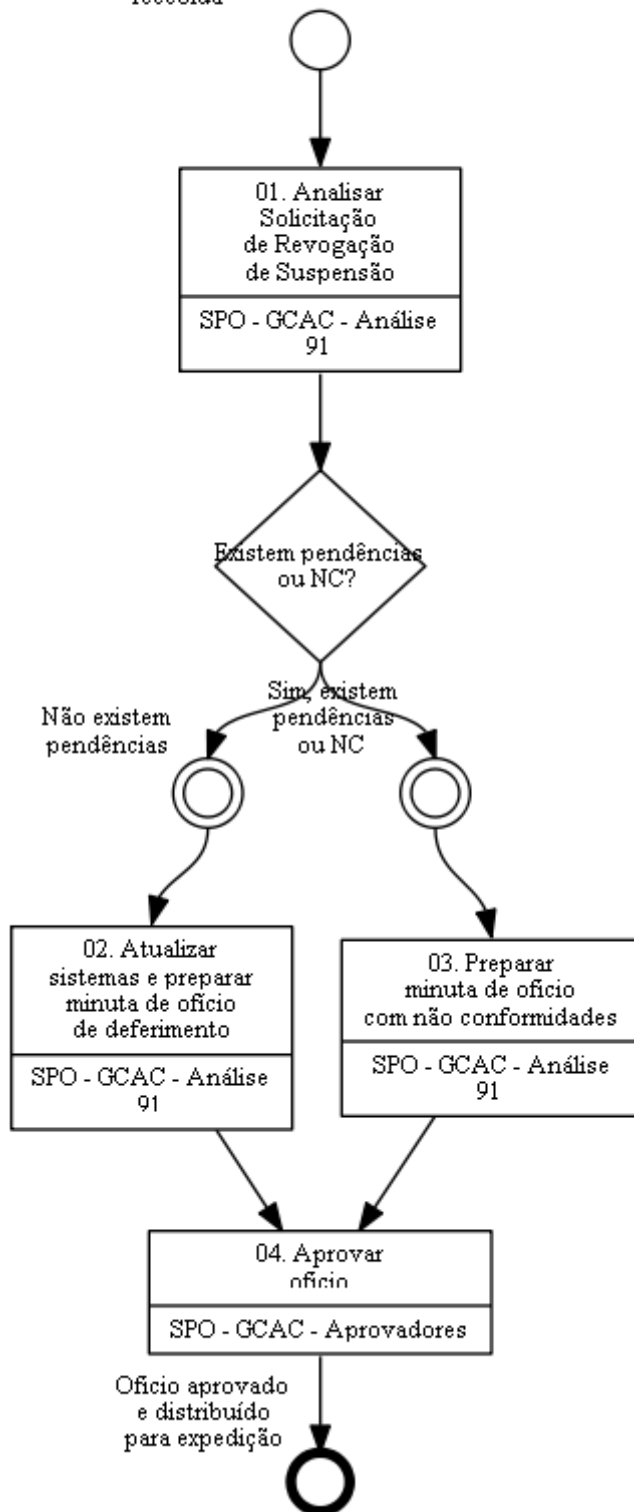 01. Analisar
Solicitação
de Revogação
de Suspensão
SPO - GCAC - Análise
91
Existem pendências
ou NC?
Não existem
pendências
Sim, existem
pendências
ou NC
02. Atualizar
sistemas e preparar
minuta de ofício
de deferimento
SPO - GCAC - Análise
91
03. Preparar
minuta de ofício
com não conformidades
SPO - GCAC - Análise
91
04. Aprovar
ofício
SPO - GCAC - Aprovadores
Ofício aprovado
e distribuído
para expedição